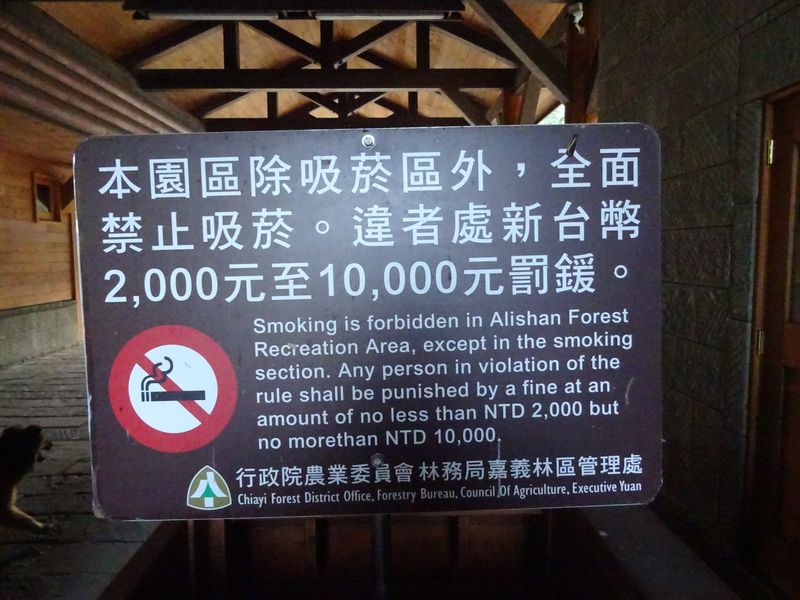 本園區除吸菸區外，全面
禁止吸菸。違者處新台幣
2,000元至10,000元罰鍰。
Smoking is forbidden in Alishan Forest
Recreation Area, except in the smoking
section. Any person in violation of the
rule shall be punished by a fine at an
amount of no less than NTD 2,000 but
no morethan NTD 10,000.
行政院農業委員會 林務局嘉義林區管理處
Chiayi Forest District Office, Forestry Bureau, Council Of Agriculture, Executive Yuan